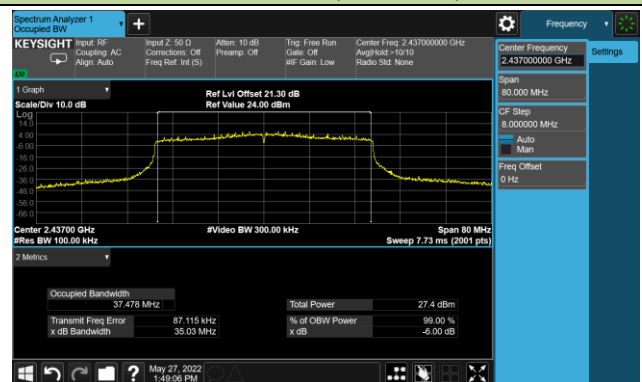 Spectrum Analyzer 1
Occupied BW
+
Frequency
KEYSIGHT
Input: RF
Coupling: AC
Align: Auto
Input Z: 50 Ω
Corrections: Off
Freq Ref: Int (S)
Atten: 10 dB
Preamp: Off
Trig: Free Run
Gate: Off
#IF Gain: Low
Center Freq: 2.437000000 GHz
Avg|Hold:>10/10
Radio Std: None
Center Frequency
2.437000000 GHz
Settings
Span
80.000 MHz
CF Step
8.000000 MHz
Auto
Man
Freq Offset
0 Hz
1 Graph
Scale/Div 10.0 dB
Ref Lvl Offset 21.30 dB
Ref Value 24.00 dBm
Log
14.0
4.00
-6.00
-16.0
-26.0
-36.0
-46.0
-56.0
-66.0
Center 2.43700 GHz
#Video BW 300.00 kHz
Span 80 MHz
#Res BW 100.00 kHz
Sweep 7.73 ms (2001 pts)
2 Metrics
Occupied Bandwidth
37.478 MHz
Total Power
27.4 dBm
Transmit Freq Error
87.115 kHz
% of OBW Power
99.00 %
x dB Bandwidth
35.03 MHz
x dB
-6.00 dB
?
May 27, 2022
1:49:06 PM